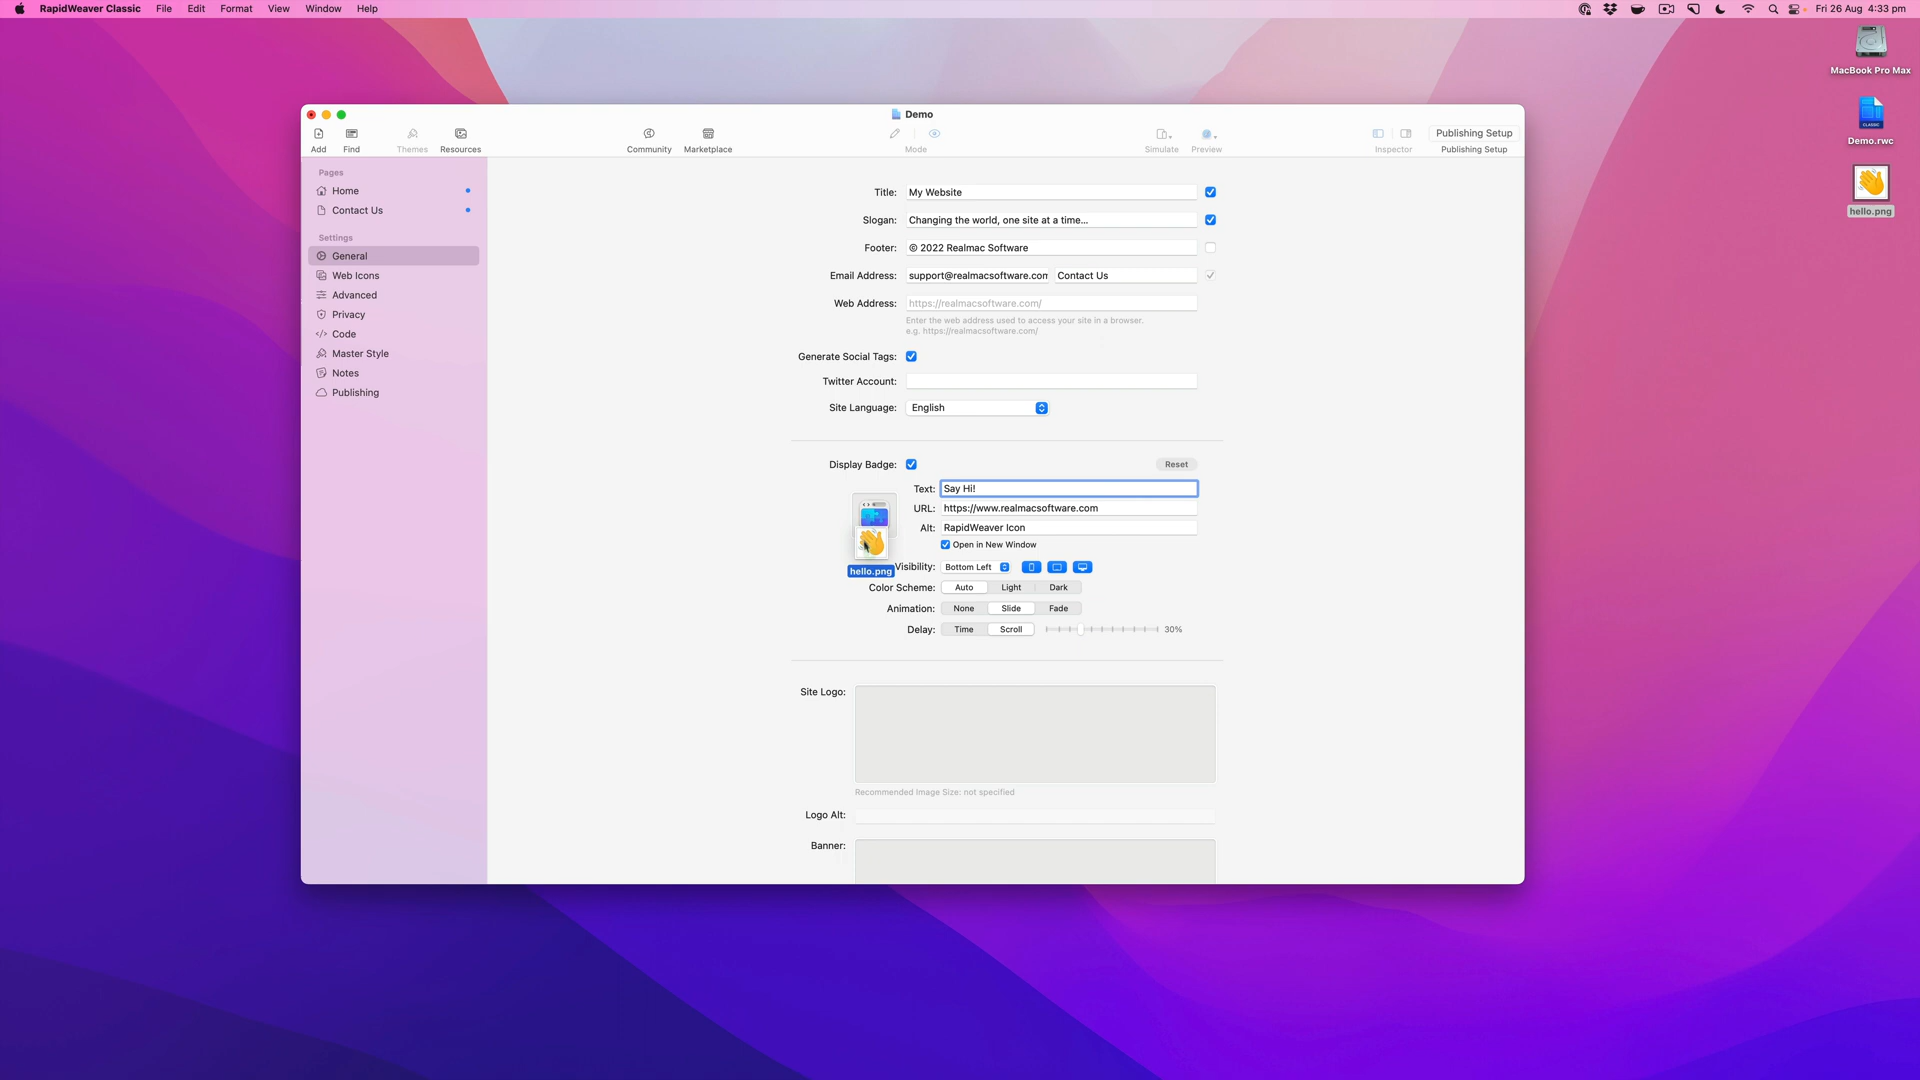 RapidWeaver Classic File Edit Format View Window Help
Fri 26 Aug 4:33 pm
MacBook Pro Max
CLASSIC
Demo.rwc
hello.png
Demo
Add Find Themes Resources Community Marketplace Mode Simulate Preview Inspector
Publishing Setup
Publishing Setup
Pages
Home
Contact Us
Settings
General
Web Icons
Advanced
Privacy
Code
Master Style
Notes
Publishing
Title: My Website
Slogan: Changing the world, one site at a time...
Footer: © 2022 Realmac Software
Email Address: support@realmacsoftware.com Contact Us
Web Address: https://realmacsoftware.com/
Enter the web address used to access your site in a browser.
e.g. https://realmacsoftware.com/
Generate Social Tags:
Twitter Account:
Site Language: English
Display Badge: Reset
Text: Say Hi!
URL: https://www.realmacsoftware.com
Alt: RapidWeaver Icon
Open in New Window
hello.png
Visibility: Bottom Left
Color Scheme: Auto Light Dark
Animation: None Slide Fade
Delay: Time Scroll 30%
Site Logo:
Recommended Image Size: not specified
Logo Alt:
Banner: